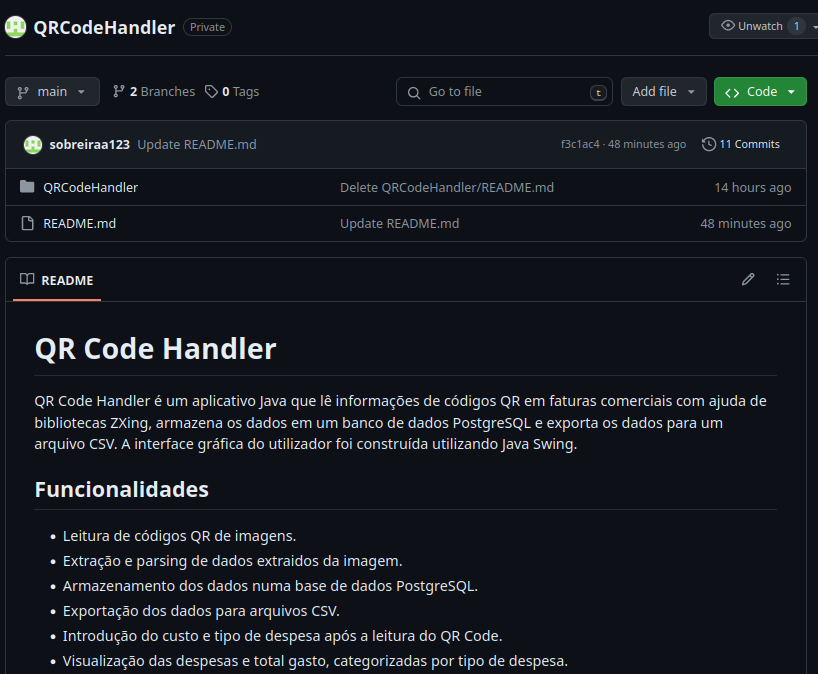 QRCodeHandler Private Unwatch 1
main 2 Branches 0 Tags Go to file t Add file Code
sobreiraa123 Update README.md f3c1ac4 · 48 minutes ago 11 Commits
QRCodeHandler Delete QRCodeHandler/README.md 14 hours ago
README.md Update README.md 48 minutes ago
README
QR Code Handler
QR Code Handler é um aplicativo Java que lê informações de códigos QR em faturas comerciais com ajuda de
bibliotecas ZXing, armazena os dados em um banco de dados PostgreSQL e exporta os dados para um
arquivo CSV. A interface gráfica do utilizador foi construída utilizando Java Swing.
Funcionalidades
• Leitura de códigos QR de imagens.
• Extração e parsing de dados extraidos da imagem.
• Armazenamento dos dados numa base de dados PostgreSQL.
• Exportação dos dados para arquivos CSV.
• Introdução do custo e tipo de despesa após a leitura do QR Code.
• Visualização das despesas e total gasto, categorizadas por tipo de despesa.